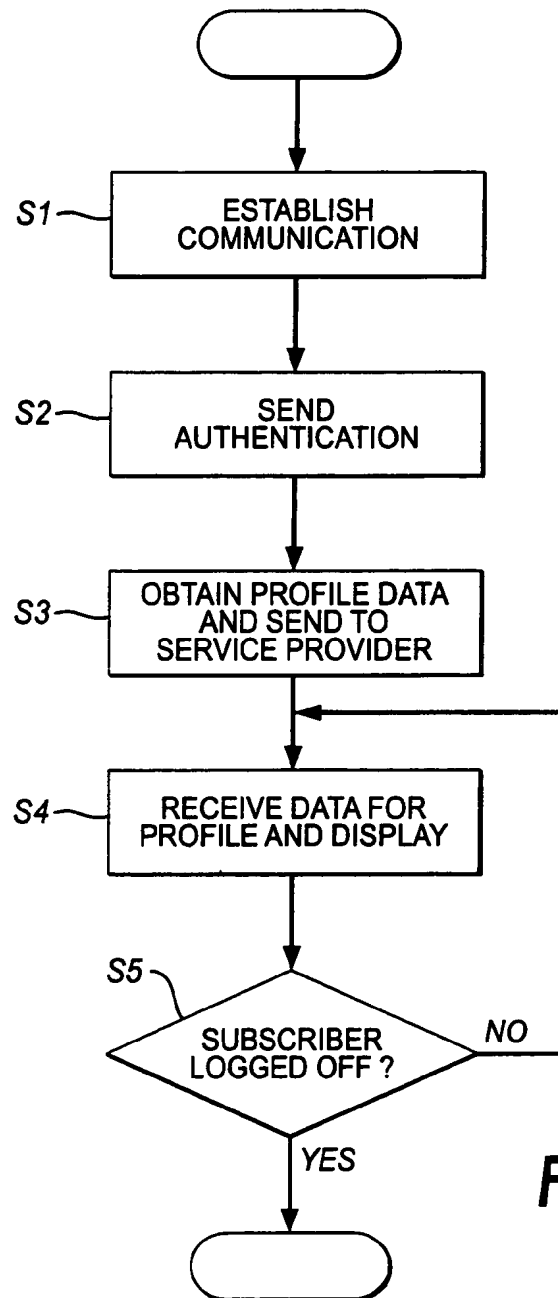 S1
ESTABLISH
COMMUNICATION
S2
SEND
AUTHENTICATION
S3
OBTAIN PROFILE DATA
AND SEND TO
SERVICE PROVIDER
S4
RECEIVE DATA FOR
PROFILE AND DISPLAY
S5
SUBSCRIBER
LOGGED OFF ?
NO
YES